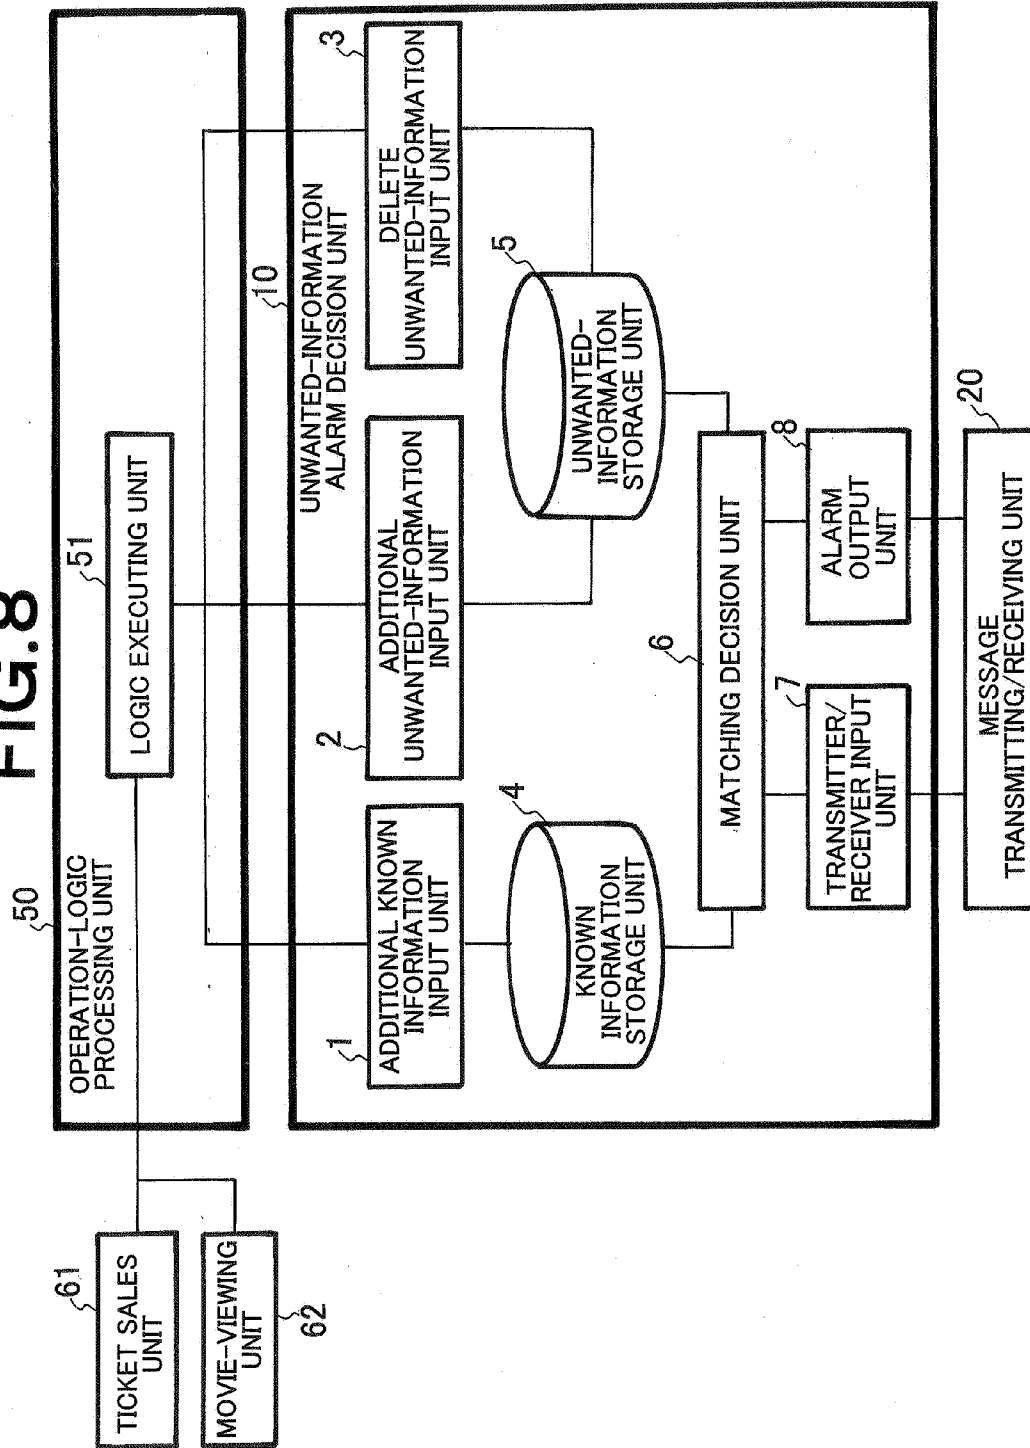 FIG.8
50
OPERATION-LOGIC
PROCESSING UNIT
51
LOGIC EXECUTING UNIT
61
TICKET SALES
UNIT
MOVIE-VIEWING
UNIT
62
10
UNWANTED-INFORMATION
ALARM DECISION UNIT
1
ADDITIONAL KNOWN
INFORMATION
INPUT UNIT
2
ADDITIONAL
UNWANTED-INFORMATION
INPUT UNIT
3
DELETE
UNWANTED-INFORMATION
INPUT UNIT
4
KNOWN
INFORMATION
STORAGE UNIT
5
UNWANTED-
INFORMATION
STORAGE UNIT
6
MATCHING DECISION UNIT
7
TRANSMITTER/
RECEIVER INPUT
UNIT
8
ALARM
OUTPUT
UNIT
20
MESSAGE
TRANSMITTING/RECEIVING UNIT